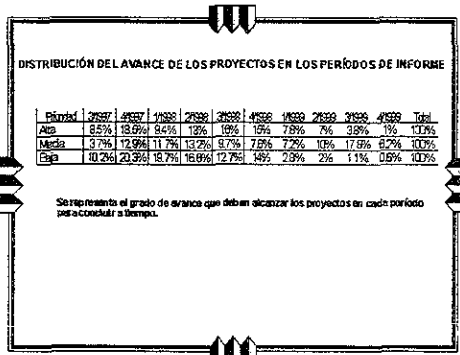 DISTRIBUCIÓN DEL AVANCE DE LOS PROYECTOS EN LOS PERÍODOS DE INFORME
Prioridad 3/1997 4/1997 1/1998 2/1998 3/1998 4/1998 1/1999 2/1999 3/1999 4/1999 Total
Alta 8.5% 13.6% 9.4% 13% 16% 15% 7.8% 7% 3.8% 1% 100%
Media 3.7% 12.9% 11.7% 13.2% 9.7% 7.6% 7.2% 10% 17.9% 6.2% 100%
Baja 10.2% 20.3% 19.7% 16.6% 12.7% 14% 2.8% 2% 1.1% 0.6% 100%
Se representa el grado de avance que deben alcanzar los proyectos en cada período
para concluir a tiempo.